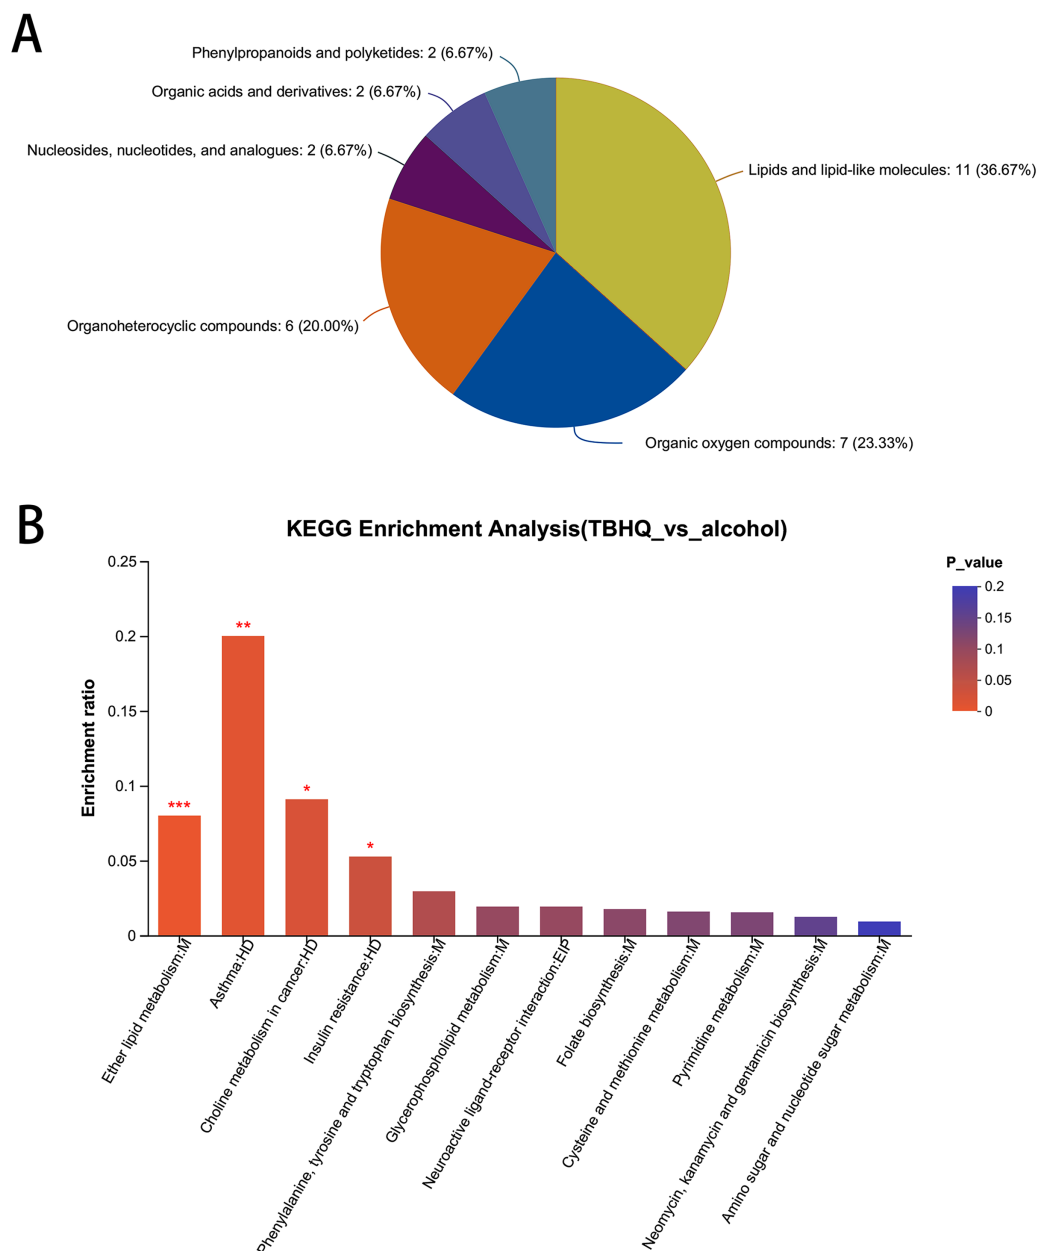 A
Phenylpropanoids and polyketides: 2 (6.67%)
Organic acids and derivatives: 2 (6.67%)
Nucleosides, nucleotides, and analogues: 2 (6.67%)
Lipids and lipid-like molecules: 11 (36.67%)
Organoheterocyclic compounds: 6 (20.00%)
Organic oxygen compounds: 7 (23.33%)
B
KEGG Enrichment Analysis(TBHQ_vs_alcohol)
P_value
0.2
0.15
0.1
0.05
0
Enrichment ratio
0.25
0.2
0.15
0.1
0.05
0
***
**
*
*
Ether lipid metabolism:M
Asthma:HD
Choline metabolism in cancer:HD
Insulin resistance:HD
Phenylalanine, tyrosine and tryptophan biosynthesis:M
Glycerophospholipid metabolism:M
Neuroactive ligand-receptor interaction:EIP
Folate biosynthesis:M
Cysteine and methionine metabolism:M
Pyrimidine metabolism:M
Neomycin, kanamycin and gentamicin biosynthesis:M
Amino sugar and nucleotide sugar metabolism:M